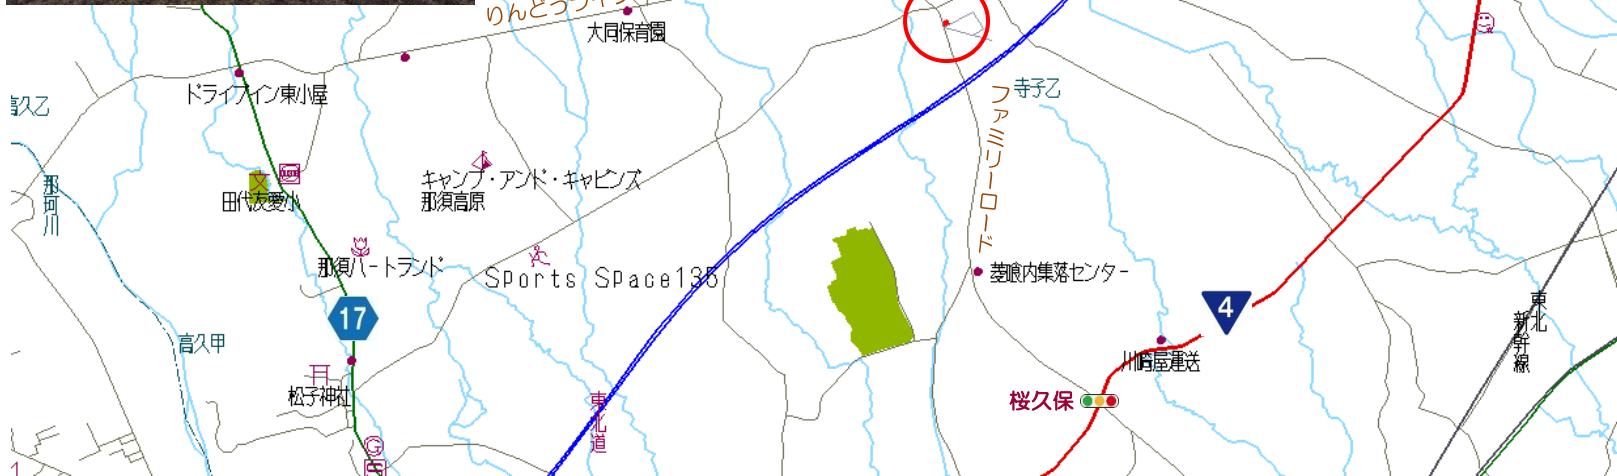 りんどうライ
大同保育園
ドライブイン東小屋
高久乙
寺子乙
ファミリーロード
那珂川
田代友愛小
キャンプ・アンド・キャビンズ
那須高原
那須ハートランド
Sports Space135
17
高久甲
松子神社
東北道
菱喰内集落センター
4
川崎屋運送
桜久保
東北
新幹線
G
1